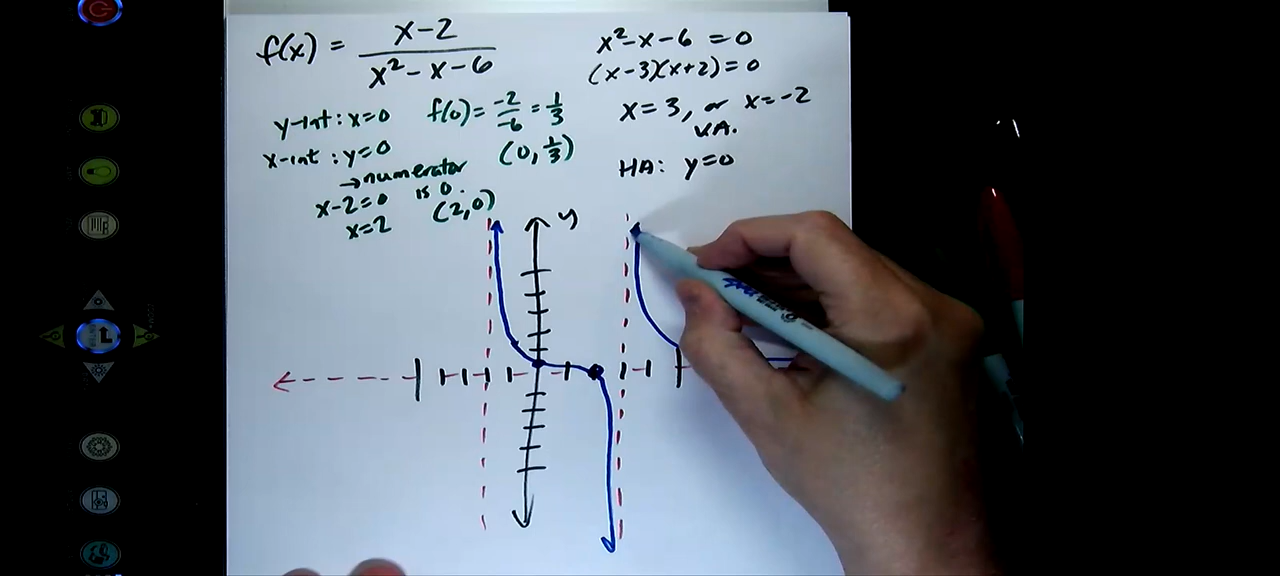 f(x) = x-2 / x²-x-6
y-int: x=0 f(0)= -2/-6 = 1/3
(0, 1/3)
x-int: y=0
→ numerator
is 0.
x-2=0
x=2
(2,0)
x²-x-6 =0
(x-3)(x+2)=0
x=3, or x=-2
V.A.
HA: y=0
y